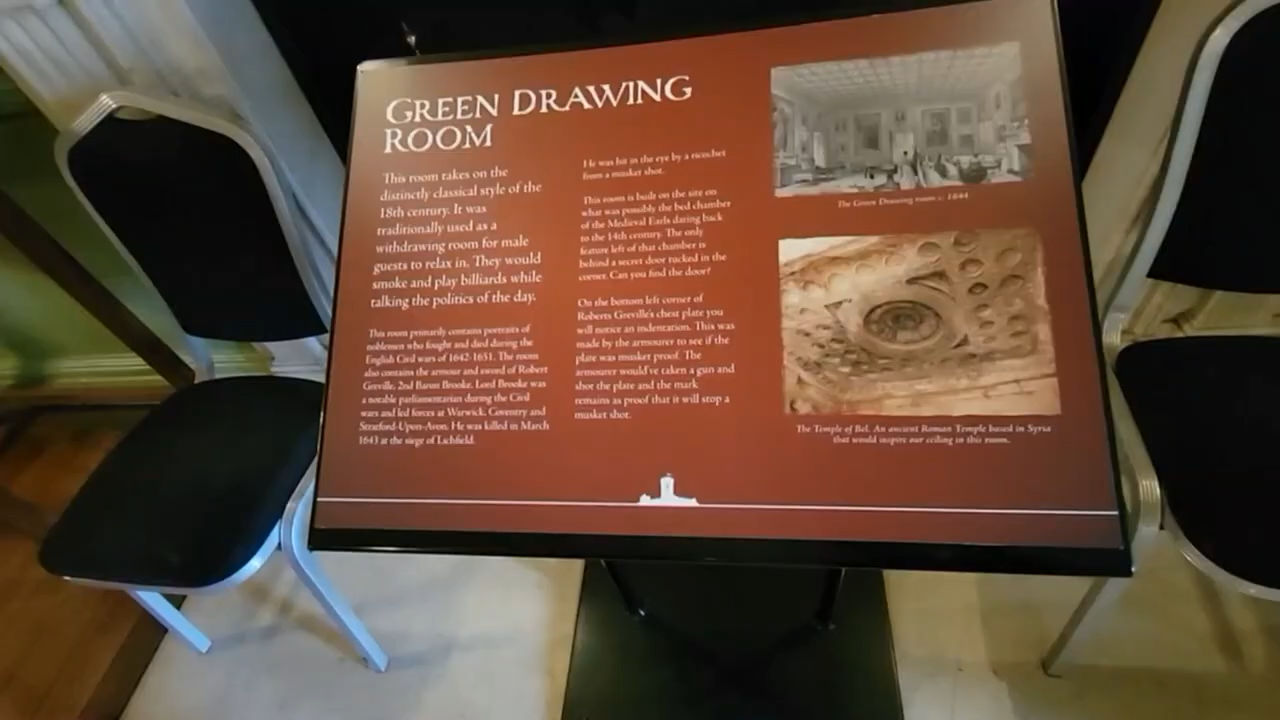 GREEN DRAWING
ROOM
This room takes on the
distinctly classical style of the
18th century. It was
traditionally used as a
withdrawing room for male
guests to relax in. They would
smoke and play billiards while
talking the politics of the day.
This room primarily contains portraits of
noblemen who fought and died during the
English Civil wars of 1642-1651. The room
also contains the armour and sword of Robert
Greville, 2nd Baron Brooke. Lord Brooke was
a notable parliamentarian during the Civil
wars and led forces at Warwick, Coventry and
Stratford-Upon-Avon. He was killed in March
1643 at the siege of Lichfield.
He was hit in the eye by a ricochet
from a musket shot.
This room is built on the site on
what was possibly the bed chamber
of the Medieval Earls dating back
to the 14th century. The only
feature left of that chamber is
behind a secret door tucked in the
corner. Can you find the door?
On the bottom left corner of
Roberts Greville's chest plate you
will notice an indentation. This was
made by the armourer to see if the
plate was musket proof. The
armourer would've taken a gun and
shot the plate and the mark
remains as proof that it will stop a
musket shot.
The Green Drawing room c. 1844
The Temple of Bel. An ancient Roman Temple based in Syria
that would inspire our ceiling in this room.